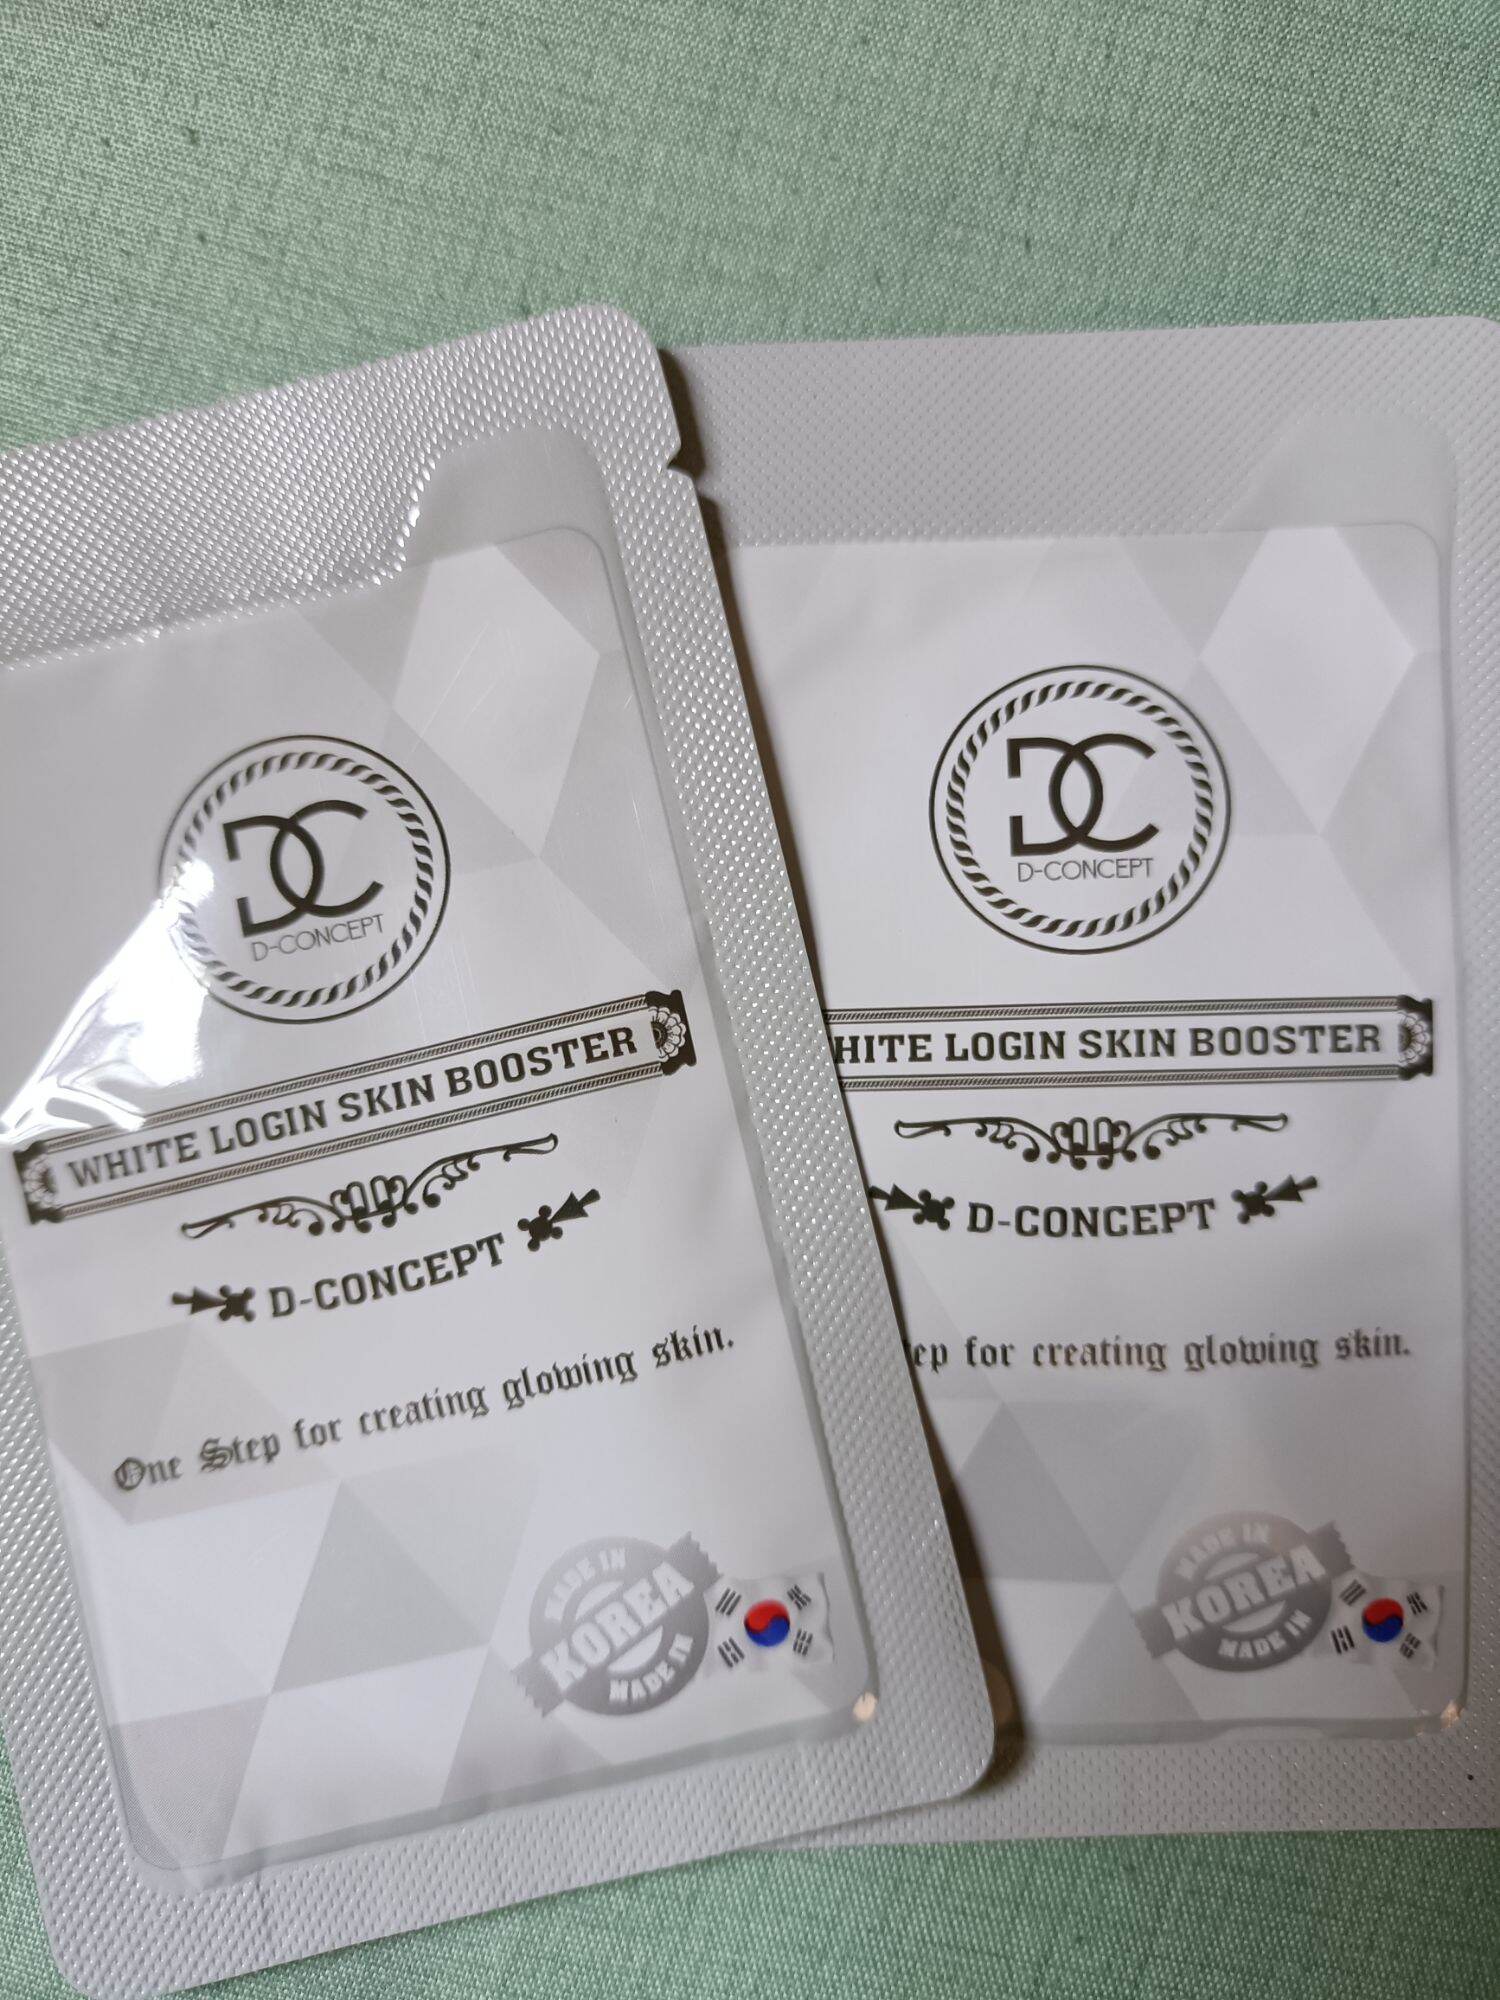 DC
D-CONCEPT
WHITE LOGIN SKIN BOOSTER
D-CONCEPT
One Step for creating glowing skin.
MADE IN
KOREA
MADE IN
DC
D-CONCEPT
HITE LOGIN SKIN BOOSTER
D-CONCEPT
ep for creating glowing skin.
MADE IN
KOREA
MADE IN